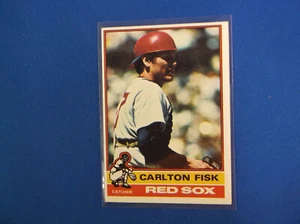 CARLTON FISK
CATCHER
RED SOX